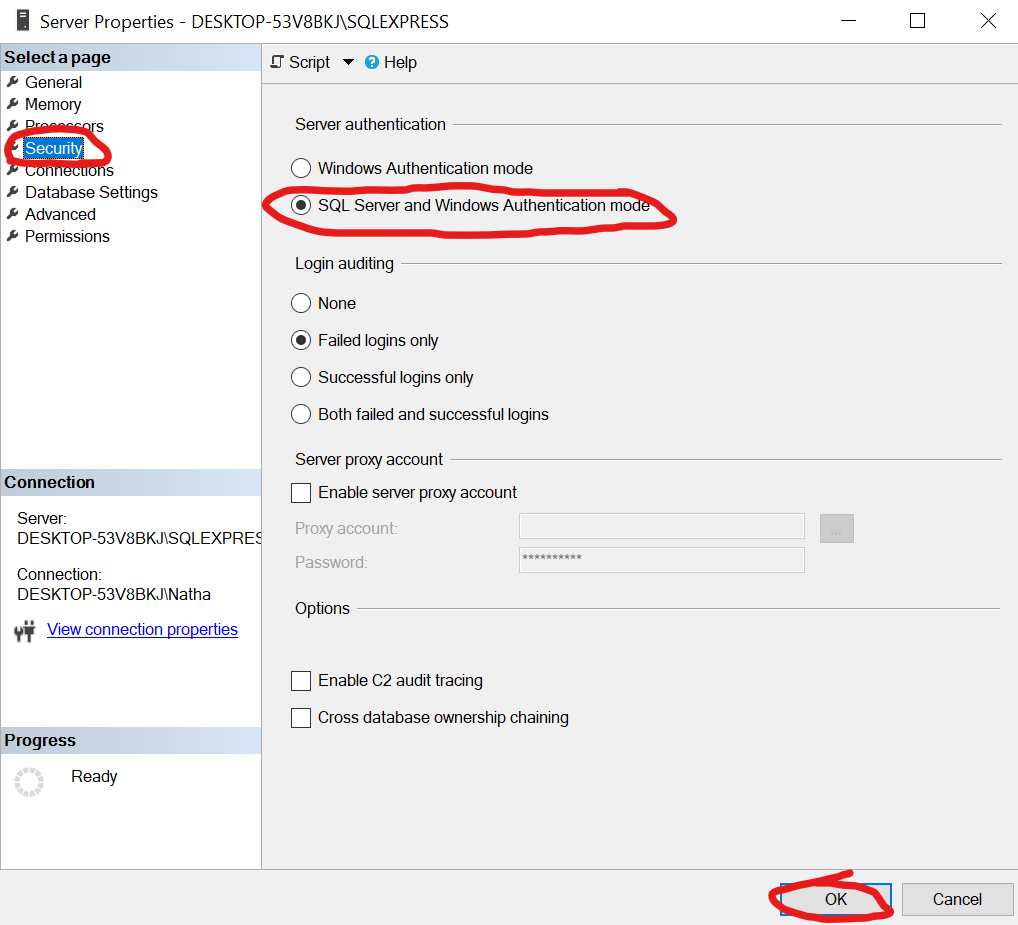 Server Properties - DESKTOP-53V8BKJ\SQLEXPRESS
Select a page
General
Memory
Processors
Security
Connections
Database Settings
Advanced
Permissions
Script
Help
Server authentication
Windows Authentication mode
SQL Server and Windows Authentication mode
Login auditing
None
Failed logins only
Successful logins only
Both failed and successful logins
Server proxy account
Enable server proxy account
Proxy account:
...
Password:
**********
Options
Enable C2 audit tracing
Cross database ownership chaining
Connection
Server:
DESKTOP-53V8BKJ\SQLEXPRES
Connection:
DESKTOP-53V8BKJ\Natha
View connection properties
Progress
Ready
OK
Cancel